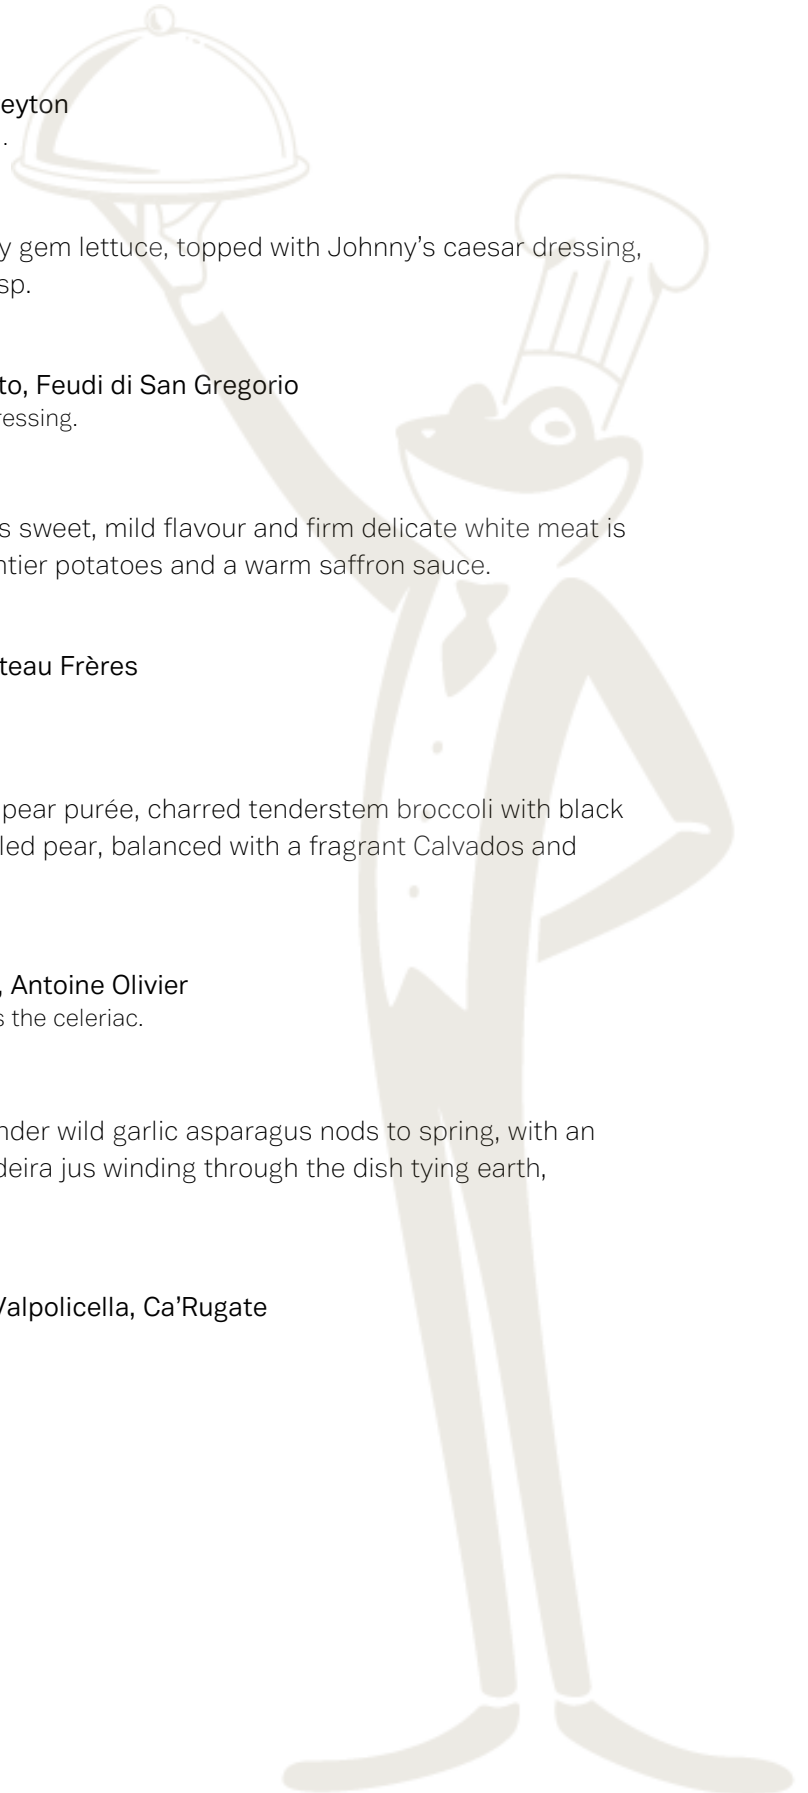 eyton
.
y gem lettuce, topped with Johnny’s caesar dressing,
sp.
to, Feudi di San Gregorio
ressing.
s sweet, mild flavour and firm delicate white meat is
ntier potatoes and a warm saffron sauce.
teau Frères
pear purée, charred tenderstem broccoli with black
led pear, balanced with a fragrant Calvados and
, Antoine Olivier
s the celeriac.
nder wild garlic asparagus nods to spring, with an
deira jus winding through the dish tying earth,
Valpolicella, Ca’Rugate